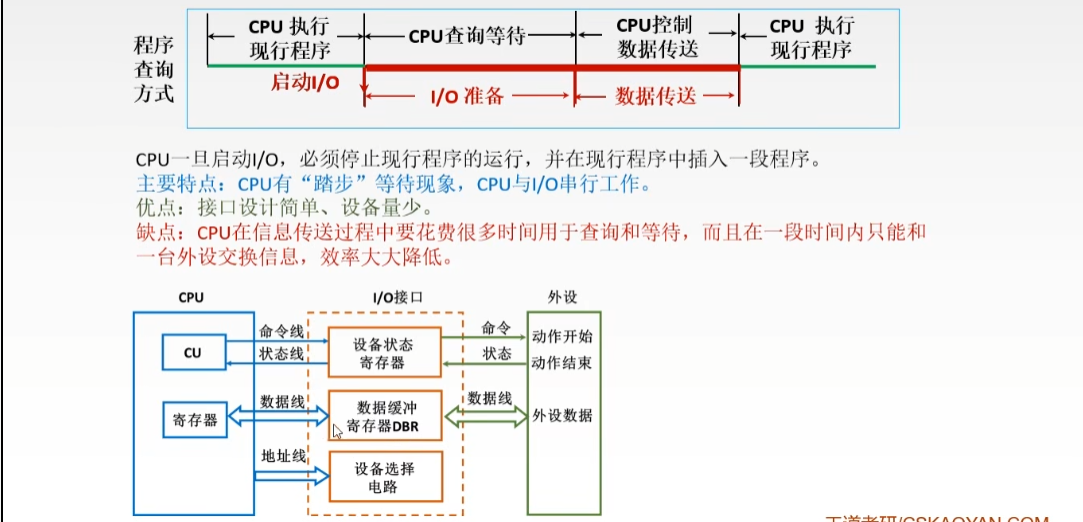 程序
查询
方式
CPU 执行
现行程序
CPU查询等待
CPU控制
数据传送
CPU 执行
现行程序
启动I/O
I/O 准备
数据传送
CPU一旦启动I/O，必须停止现行程序的运行，并在现行程序中插入一段程序。
主要特点：CPU有“踏步”等待现象，CPU与I/O串行工作。
优点：接口设计简单、设备量少。
缺点：CPU在信息传送过程中要花费很多时间用于查询和等待，而且在一段时间内只能和
一台外设交换信息，效率大大降低。
CPU
I/O接口
外设
CU
命令线
状态线
设备状态
寄存器
命令
状态
动作开始
动作结束
寄存器
数据线
数据缓冲
寄存器DBR
数据线
外设数据
地址线
设备选择
电路
王道考研/CSKAOYAN.COM